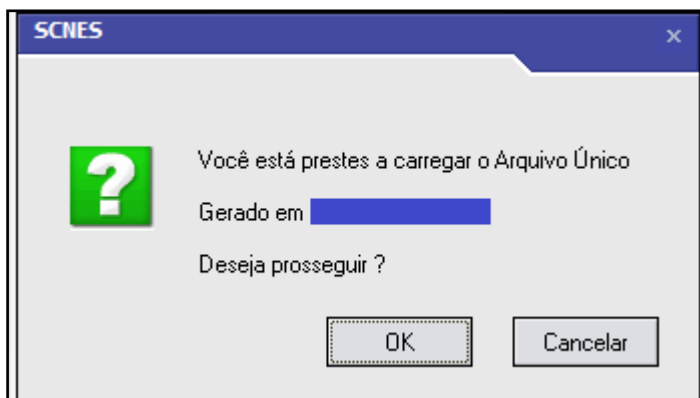 SCNES
Você está prestes a carregar o Arquivo Único
Gerado em
Deseja prosseguir ?
OK
Cancelar